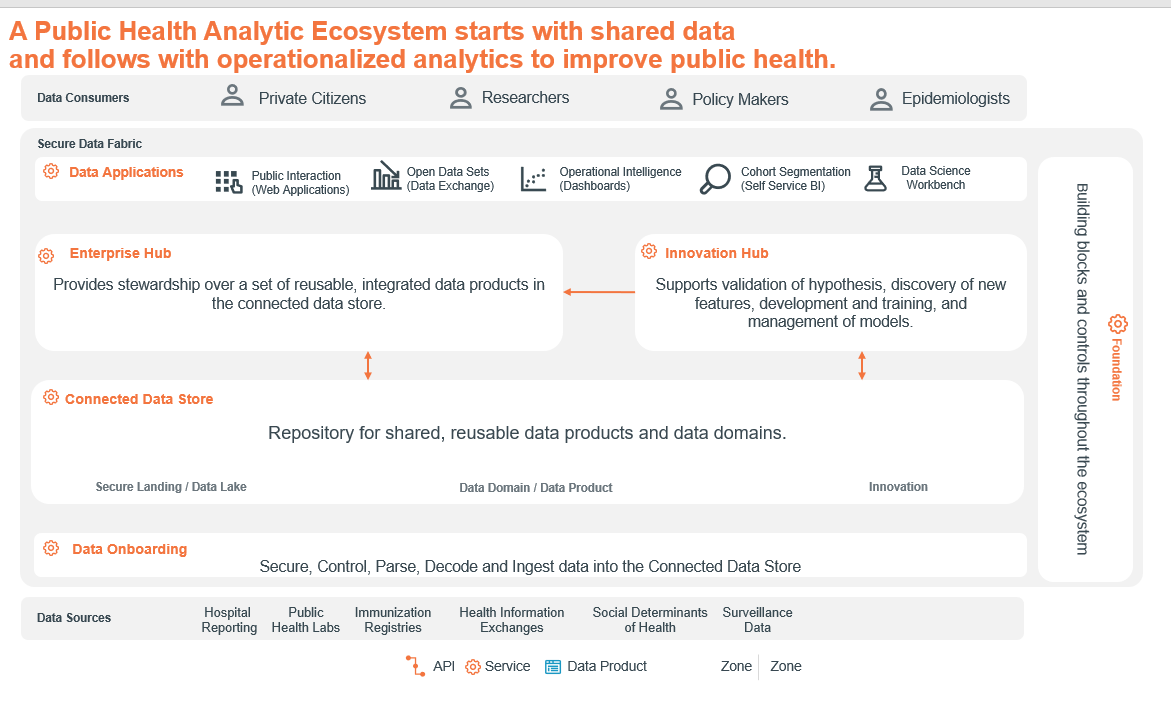 A Public Health Analytic Ecosystem starts with shared data
and follows with operationalized analytics to improve public health.
Data Consumers
Private Citizens
Researchers
Policy Makers
Epidemiologists
Secure Data Fabric
Data Applications
Public Interaction
(Web Applications)
Open Data Sets
(Data Exchange)
Operational Intelligence
(Dashboards)
Cohort Segmentation
(Self Service BI)
Data Science
Workbench
Enterprise Hub
Provides stewardship over a set of reusable, integrated data products in
the connected data store.
Innovation Hub
Supports validation of hypothesis, discovery of new
features, development and training, and
management of models.
Connected Data Store
Repository for shared, reusable data products and data domains.
Secure Landing / Data Lake
Data Domain / Data Product
Innovation
Data Onboarding
Secure, Control, Parse, Decode and Ingest data into the Connected Data Store
Foundation
Building blocks and controls throughout the ecosystem
Data Sources
Hospital
Reporting
Public
Health Labs
Immunization
Registries
Health Information
Exchanges
Social Determinants
of Health
Surveillance
Data
API
Service
Data Product
Zone
Zone